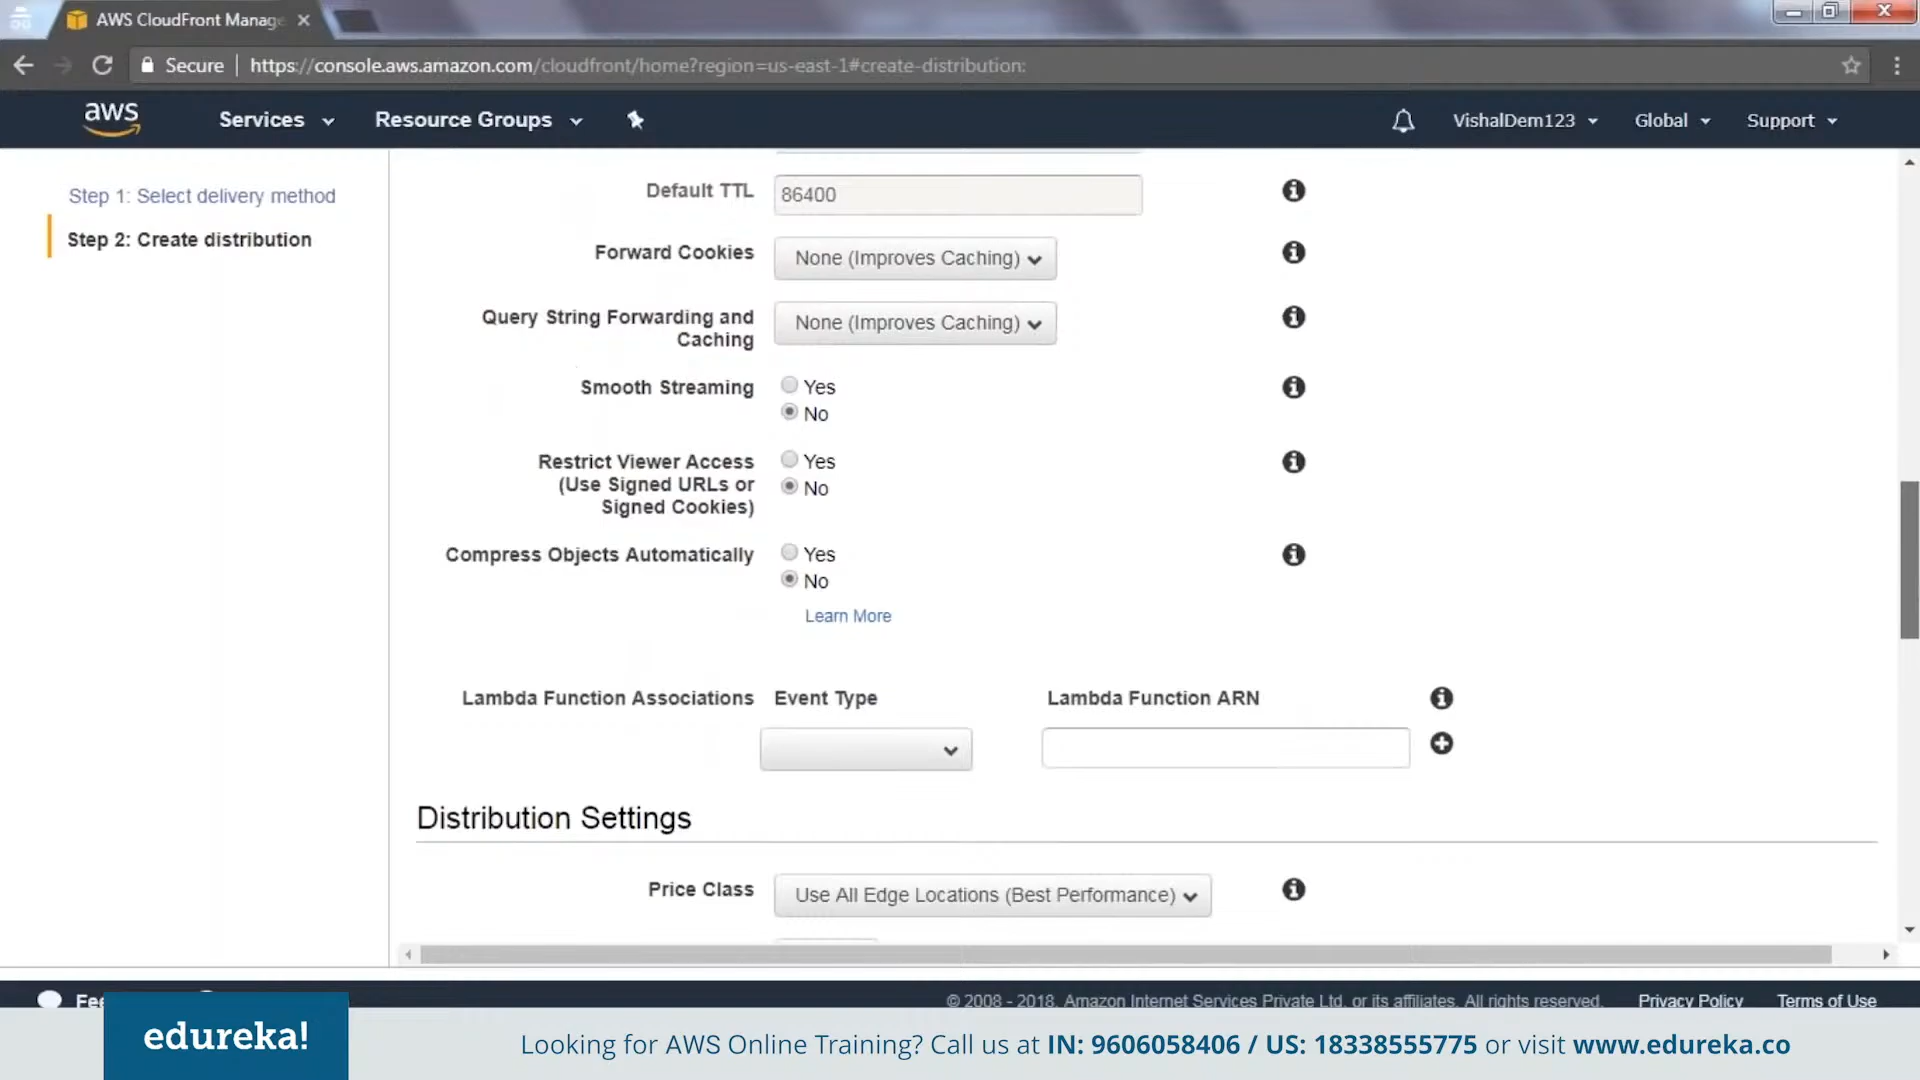 AWS CloudFront Manage
Secure | https://console.aws.amazon.com/cloudfront/home?region=us-east-1#create-distribution:
aws Services Resource Groups VishalDem123 Global Support
Step 1: Select delivery method
Step 2: Create distribution
Default TTL 86400
Forward Cookies None (Improves Caching)
Query String Forwarding and
Caching
None (Improves Caching)
Smooth Streaming Yes
No
Restrict Viewer Access
(Use Signed URLs or
Signed Cookies)
Yes
No
Compress Objects Automatically Yes
No
Learn More
Lambda Function Associations Event Type Lambda Function ARN
Distribution Settings
Price Class Use All Edge Locations (Best Performance)
© 2008 - 2018, Amazon Internet Services Private Ltd. or its affiliates. All rights reserved. Privacy Policy Terms of Use
edureka!
Looking for AWS Online Training? Call us at IN: 9606058406 / US: 18338555775 or visit www.edureka.co